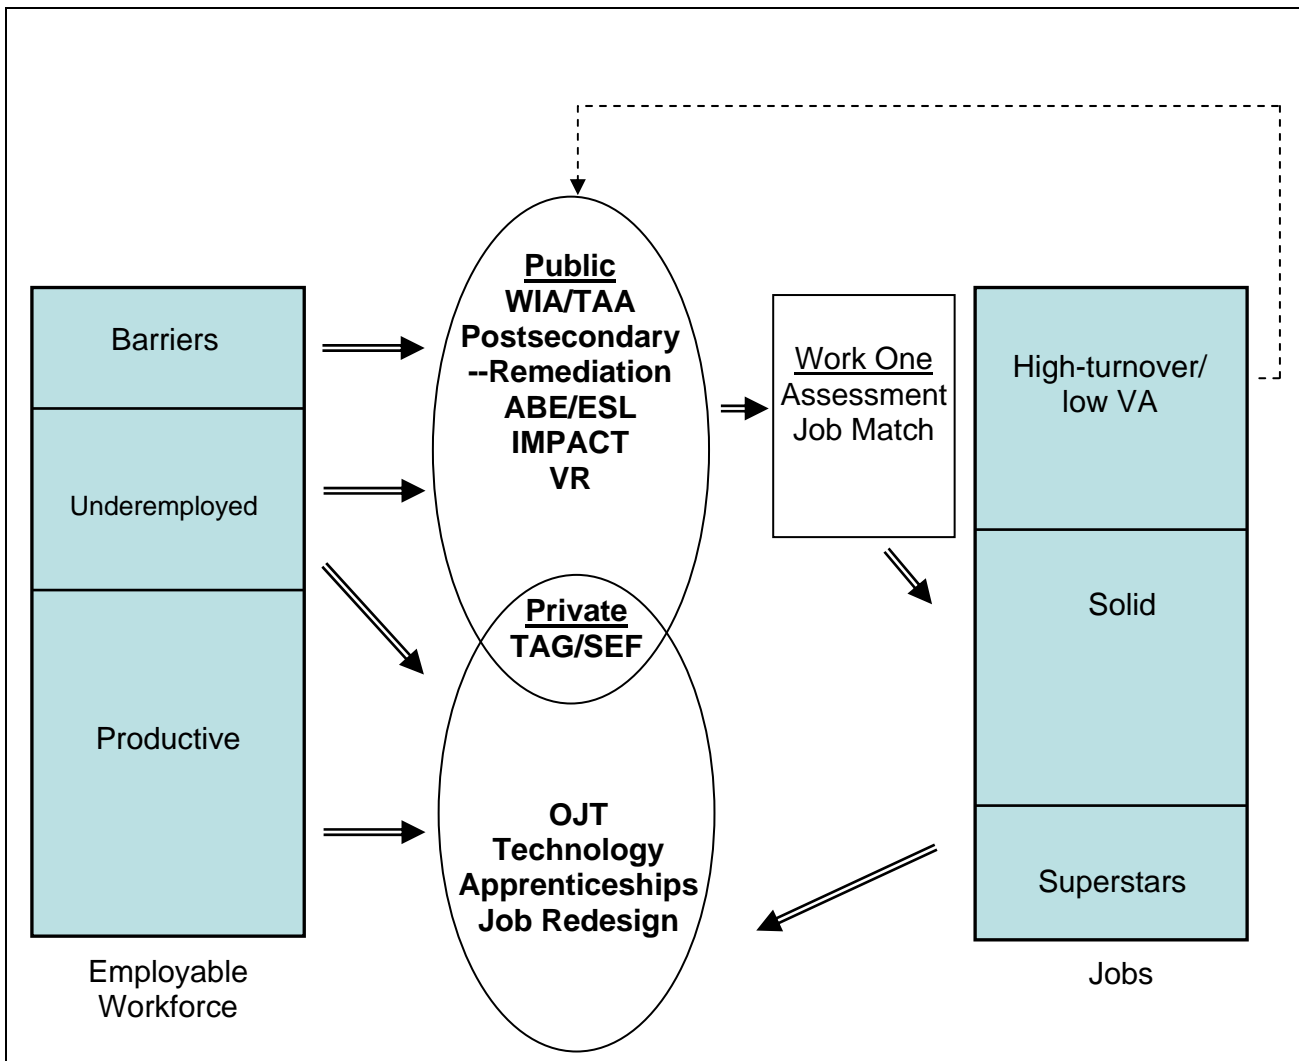 Barriers
Underemployed
Productive
Employable
Workforce
Public
WIA/TAA
Postsecondary
--Remediation
ABE/ESL
IMPACT
VR
Private
TAG/SEF
OJT
Technology
Apprenticeships
Job Redesign
Work One
Assessment
Job Match
High-turnover/
low VA
Solid
Superstars
Jobs